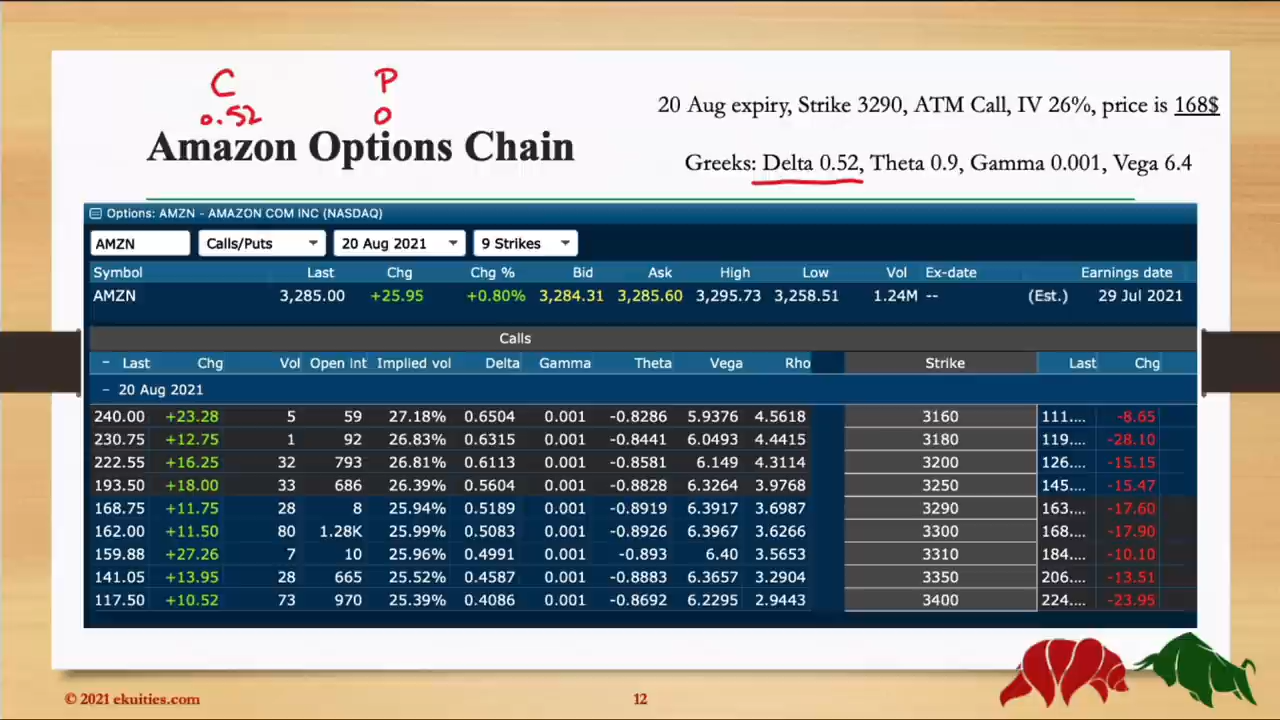 C P
0.52 0
Amazon Options Chain
20 Aug expiry, Strike 3290, ATM Call, IV 26%, price is 168$
Greeks: Delta 0.52, Theta 0.9, Gamma 0.001, Vega 6.4
Options: AMZN - AMAZON COM INC (NASDAQ)
AMZN Calls/Puts 20 Aug 2021 9 Strikes
Symbol Last Chg Chg % Bid Ask High Low Vol Ex-date Earnings date
AMZN 3,285.00 +25.95 +0.80% 3,284.31 3,285.60 3,295.73 3,258.51 1.24M -- (Est.) 29 Jul 2021
Calls
− Last Chg Vol Open Int Implied vol Delta Gamma Theta Vega Rho Strike Last Chg
− 20 Aug 2021
240.00 +23.28 5 59 27.18% 0.6504 0.001 -0.8286 5.9376 4.5618 3160 111.... -8.65
230.75 +12.75 1 92 26.83% 0.6315 0.001 -0.8441 6.0493 4.4415 3180 119.... -28.10
222.55 +16.25 32 793 26.81% 0.6113 0.001 -0.8581 6.149 4.3114 3200 126.... -15.15
193.50 +18.00 33 686 26.39% 0.5604 0.001 -0.8828 6.3264 3.9768 3250 145.... -15.47
168.75 +11.75 28 8 25.94% 0.5189 0.001 -0.8919 6.3917 3.6987 3290 163.... -17.60
162.00 +11.50 80 1.28K 25.99% 0.5083 0.001 -0.8926 6.3967 3.6266 3300 168.... -17.90
159.88 +27.26 7 10 25.96% 0.4991 0.001 -0.893 6.40 3.5653 3310 184.... -10.10
141.05 +13.95 28 665 25.52% 0.4587 0.001 -0.8883 6.3657 3.2904 3350 206.... -13.51
117.50 +10.52 73 970 25.39% 0.4086 0.001 -0.8692 6.2295 2.9443 3400 224.... -23.95
© 2021 ekuities.com 12